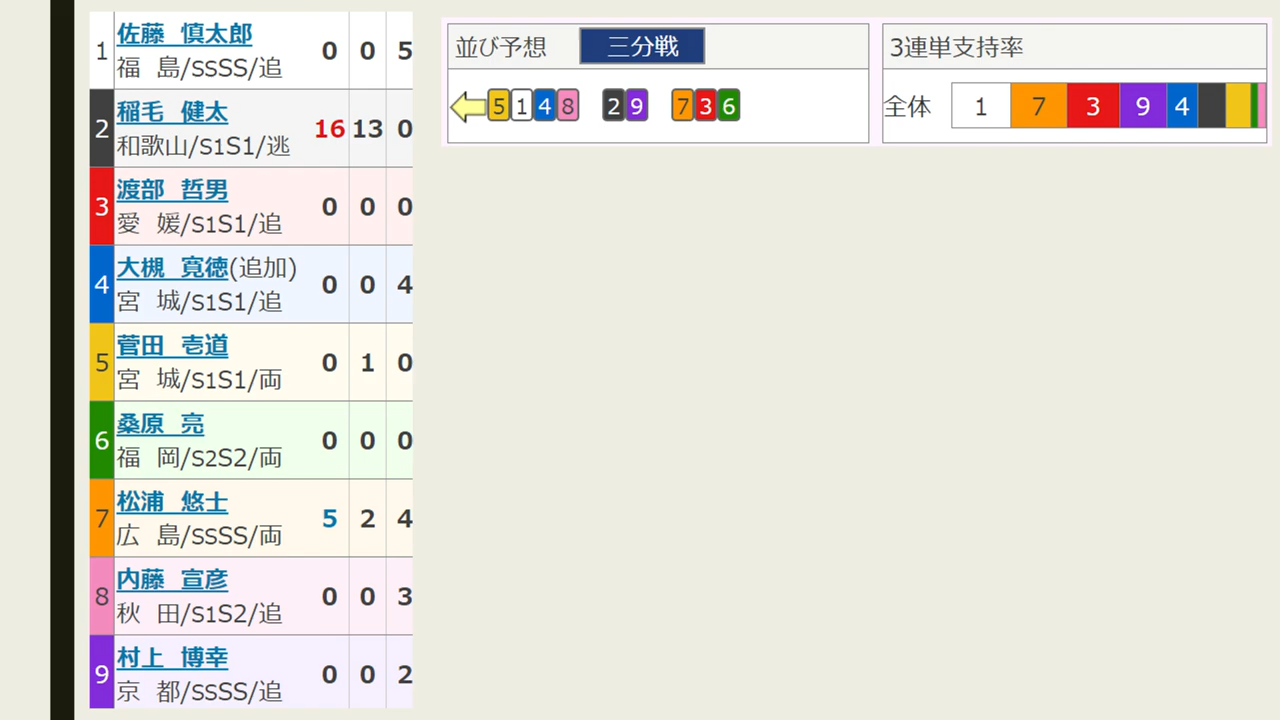 1 佐藤 慎太郎 0 0 5
福 島/SSSS/追
2 稲毛 健太 16 13 0
和歌山/S1S1/逃
3 渡部 哲男 0 0 0
愛 媛/S1S1/追
4 大槻 寛徳(追加) 0 0 4
宮 城/S1S1/追
5 菅田 壱道 0 1 0
宮 城/S1S1/両
6 桑原 亮 0 0 0
福 岡/S2S2/両
7 松浦 悠士 5 2 4
広 島/SSSS/両
8 内藤 宣彦 0 0 3
秋 田/S1S2/追
9 村上 博幸 0 0 2
京 都/SSSS/追
並び予想 三分戦
5 1 4 8 2 9 7 3 6
3連単支持率
全体 1 7 3 9 4